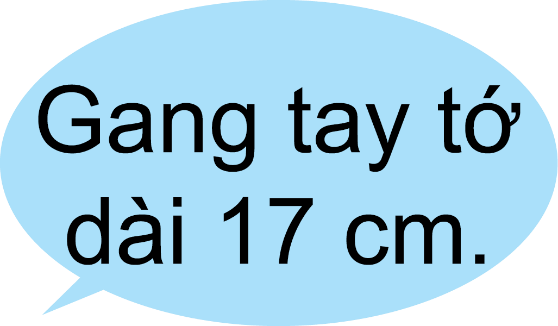 Gang tay tớ
dài 17 cm.